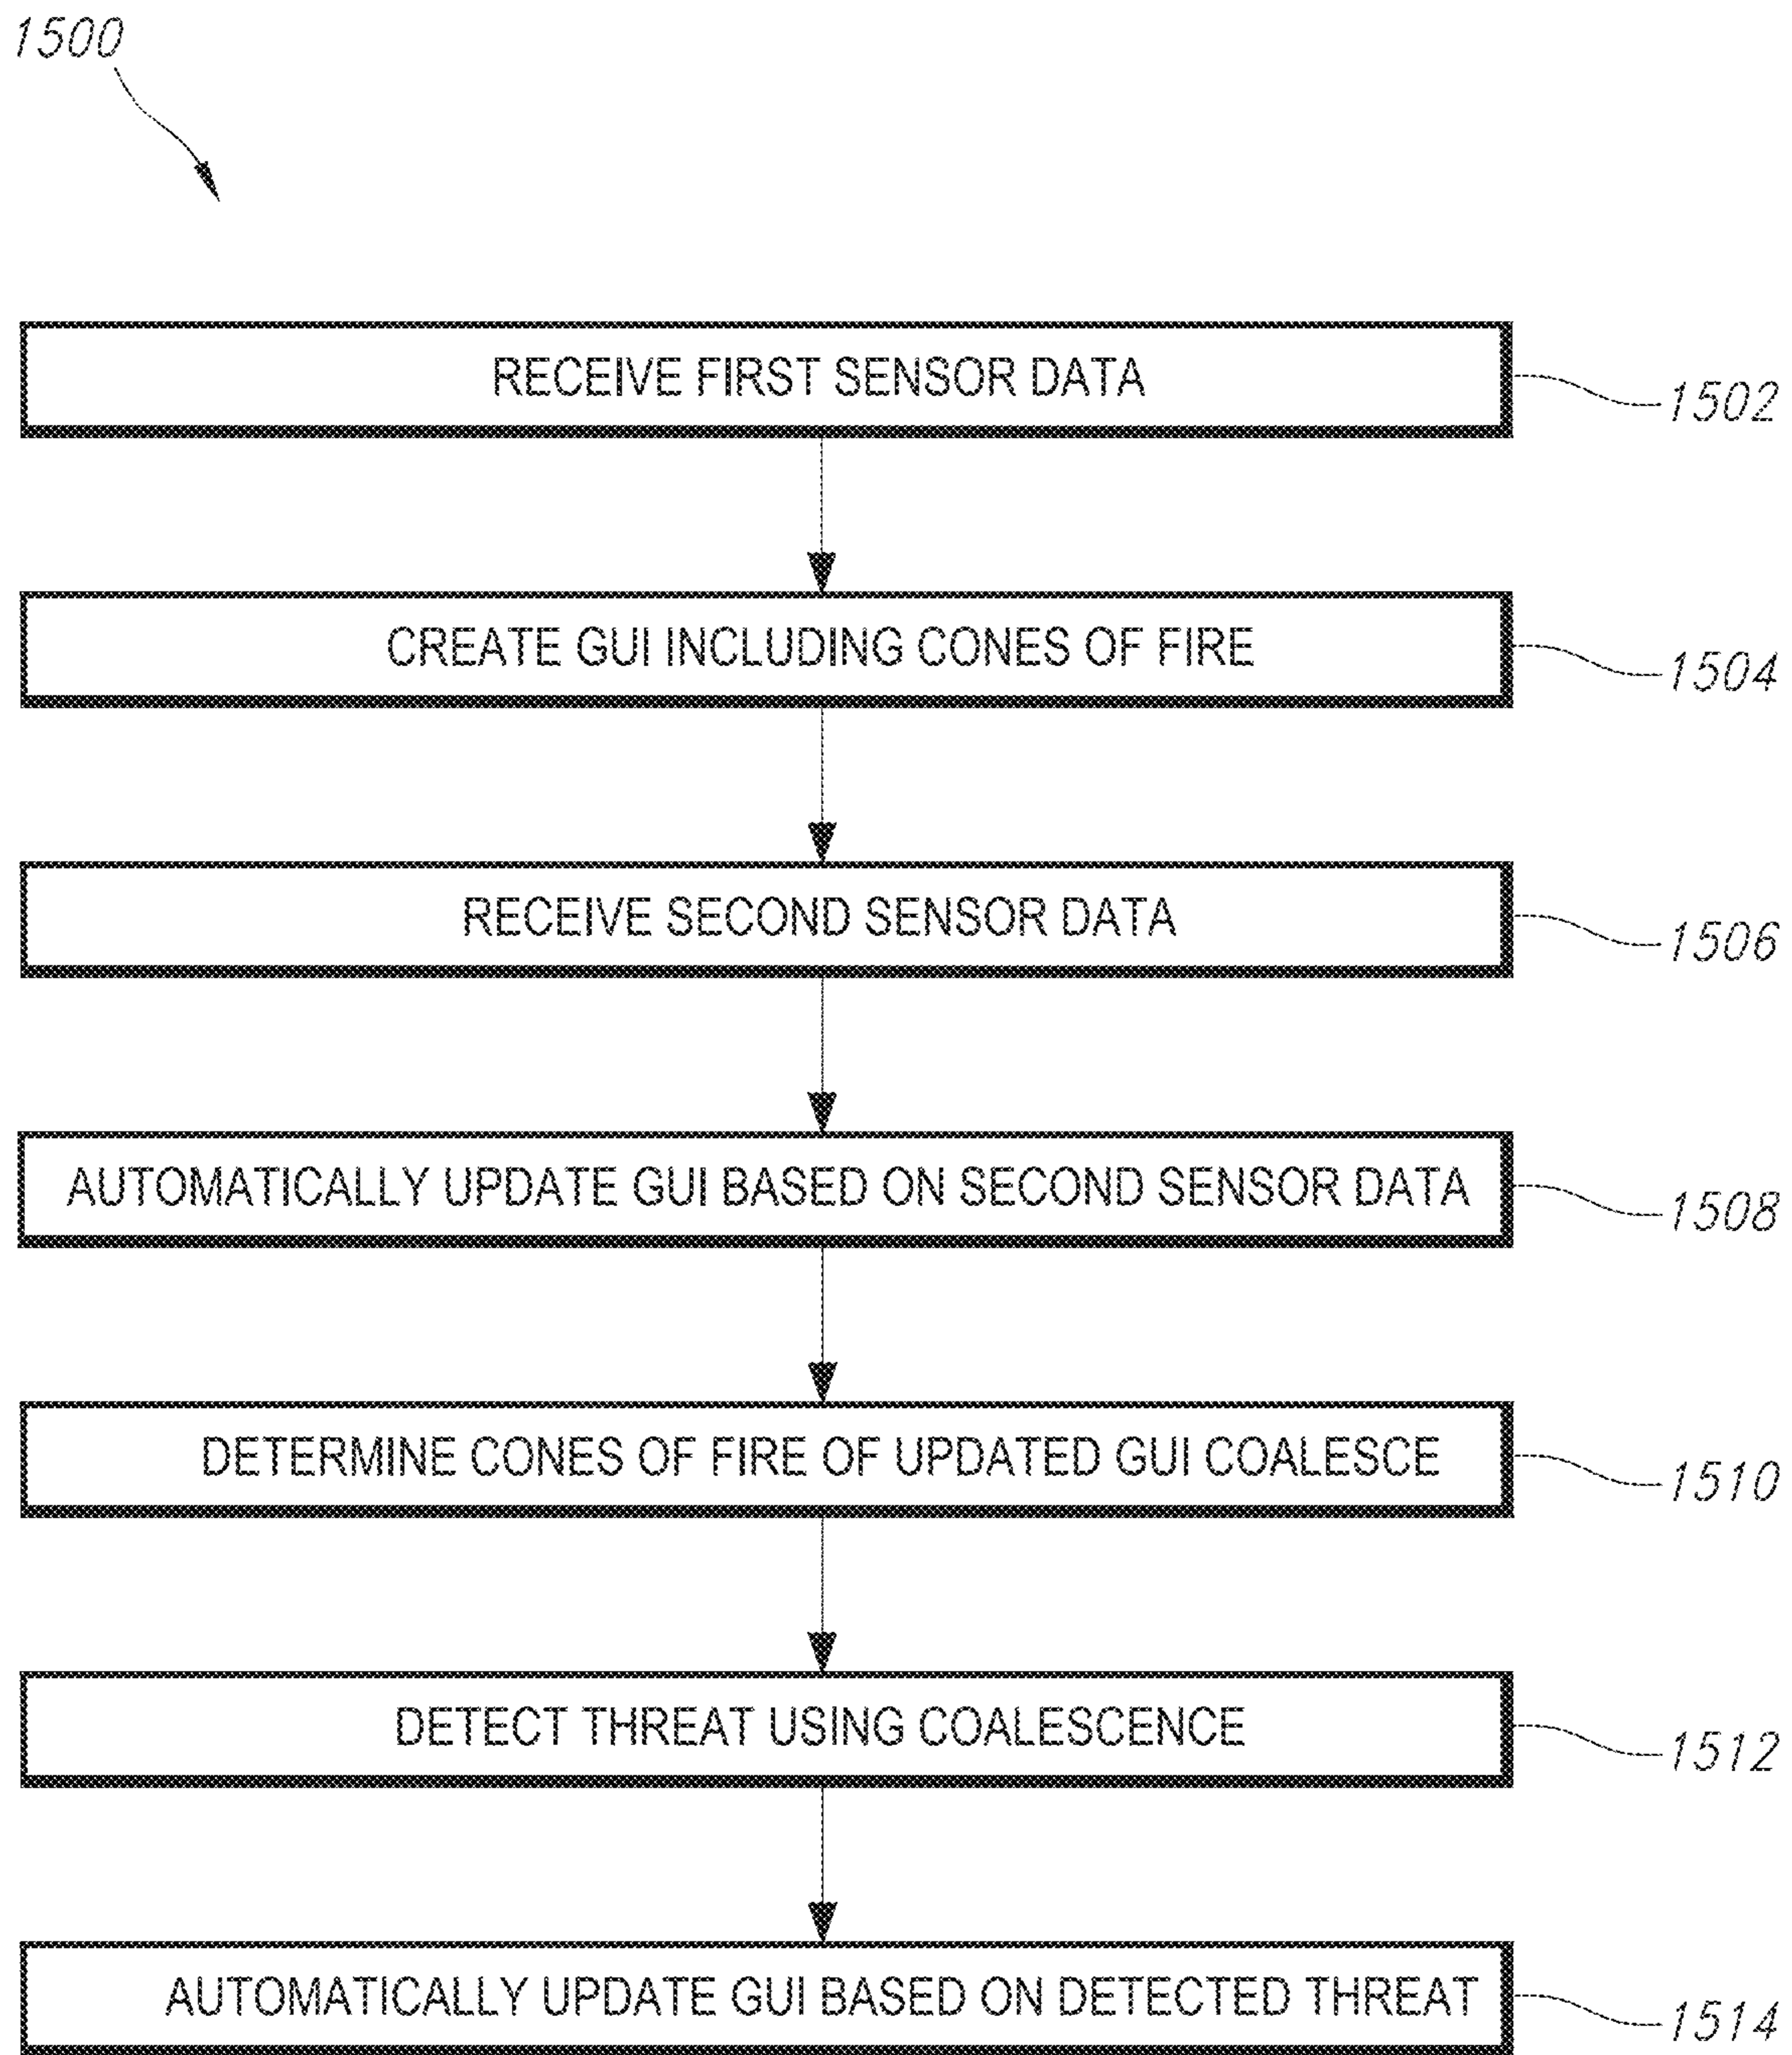 1500
RECEIVE FIRST SENSOR DATA
1502
CREATE GUI INCLUDING CONES OF FIRE
1504
RECEIVE SECOND SENSOR DATA
1506
AUTOMATICALLY UPDATE GUI BASED ON SECOND SENSOR DATA
1508
DETERMINE CONES OF FIRE OF UPDATED GUI COALESCE
1510
DETECT THREAT USING COALESCENCE
1512
AUTOMATICALLY UPDATE GUI BASED ON DETECTED THREAT
1514